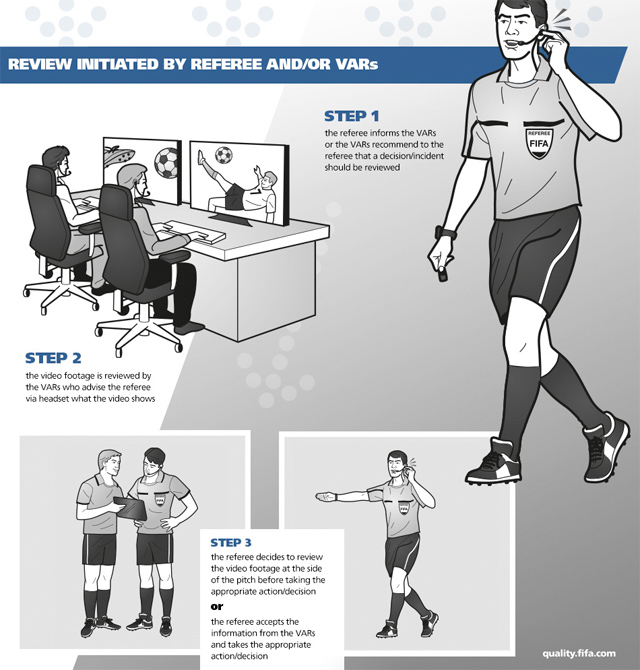 REVIEW INITIATED BY REFEREE AND/OR VARs
STEP 1
the referee informs the VARs
or the VARs recommend to the
referee that a decision/incident
should be reviewed
REFEREE
FIFA
STEP 2
the video footage is reviewed by
the VARs who advise the referee
via headset what the video shows
FIFA
FIFA
STEP 3
the referee decides to review
the video footage at the side
of the pitch before taking the
appropriate action/decision
or
the referee accepts the
information from the VARs
and takes the appropriate
action/decision
quality.fifa.com